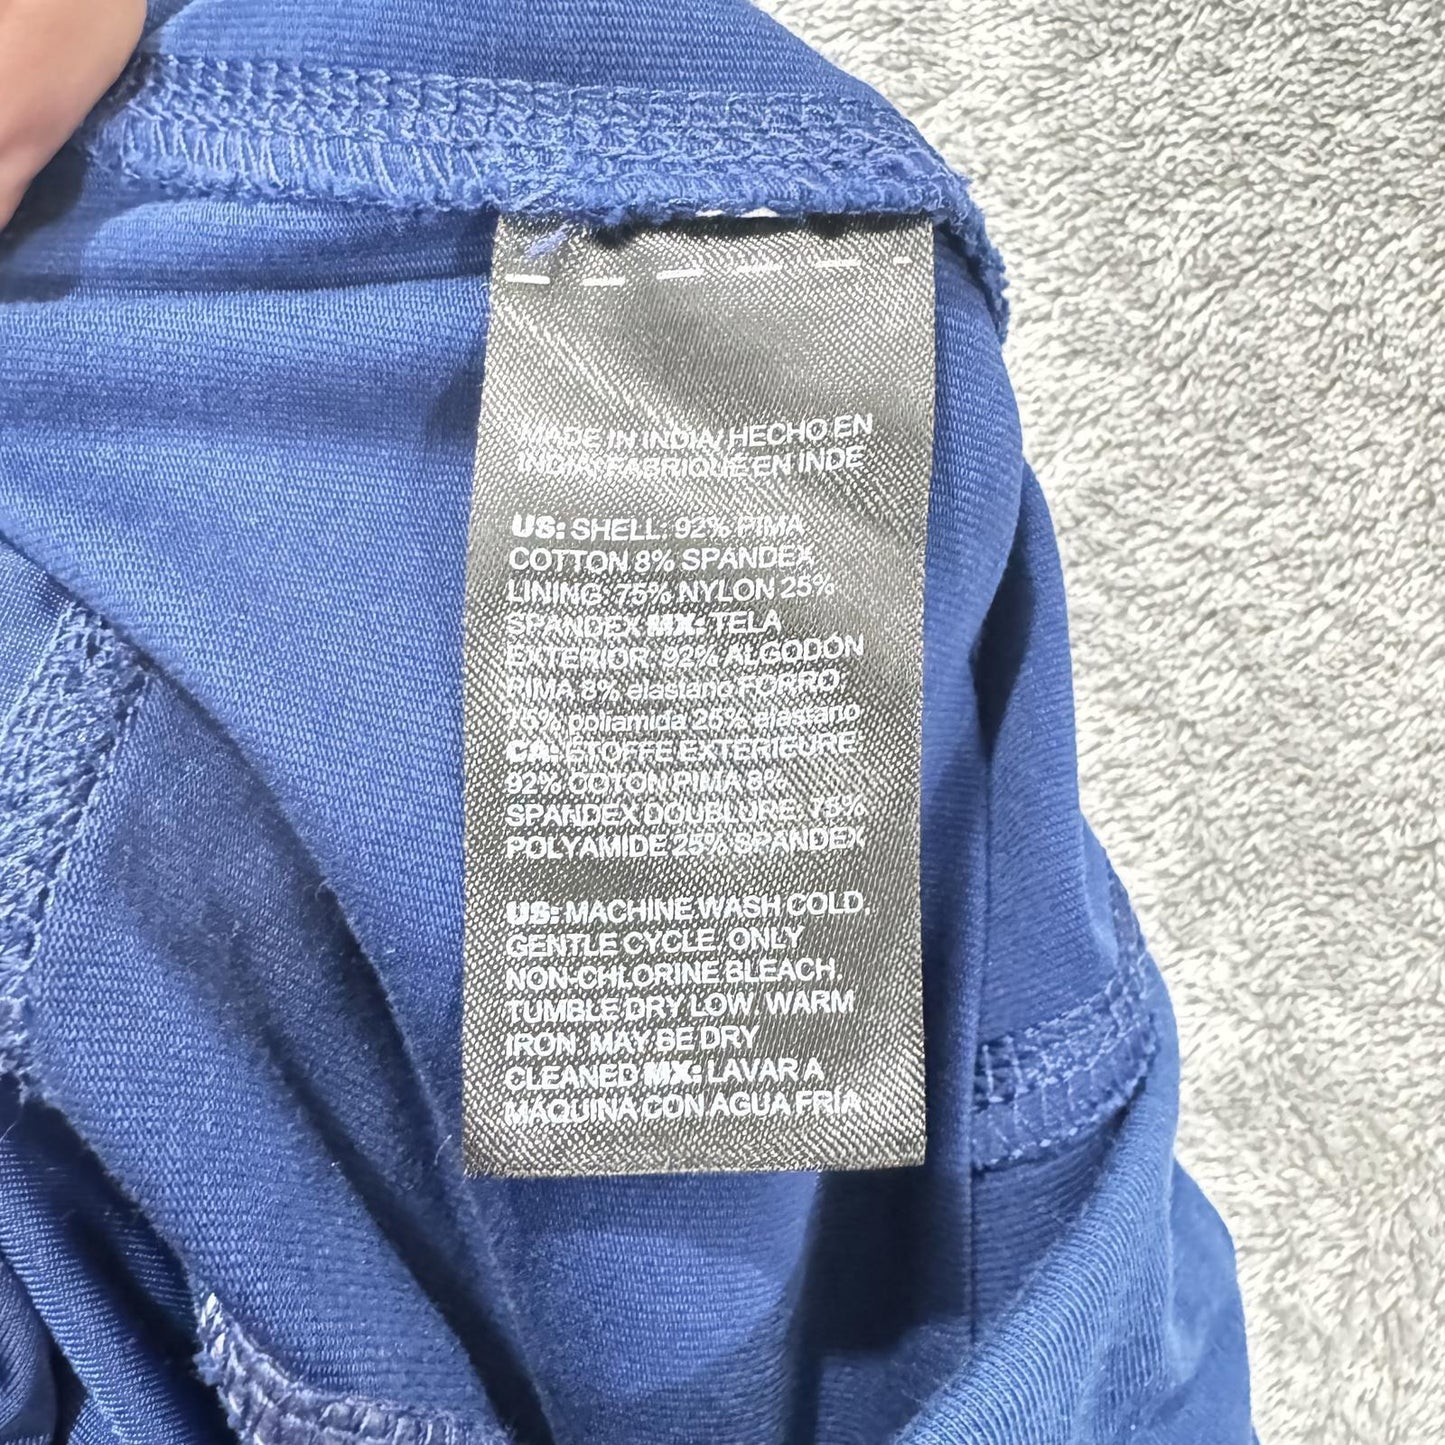 MADE IN INDIA/ HECHO EN
INDIA/ FABRIQUÉ EN INDE
US: SHELL: 92% PIMA
COTTON 8% SPANDEX
LINING: 75% NYLON 25%
SPANDEX MX: TELA
EXTERIOR: 92% ALGODÓN
PIMA 8% elastano FORRO
75% poliamida 25% elastano
CA: ÉTOFFE EXTÉRIEURE
92% COTON PIMA 8%
SPANDEX DOUBLURE: 75%
POLYAMIDE 25% SPANDEX
US: MACHINE WASH COLD,
GENTLE CYCLE. ONLY
NON-CHLORINE BLEACH.
TUMBLE DRY LOW. WARM
IRON. MAY BE DRY
CLEANED MX: LAVAR A
MÁQUINA CON AGUA FRÍA